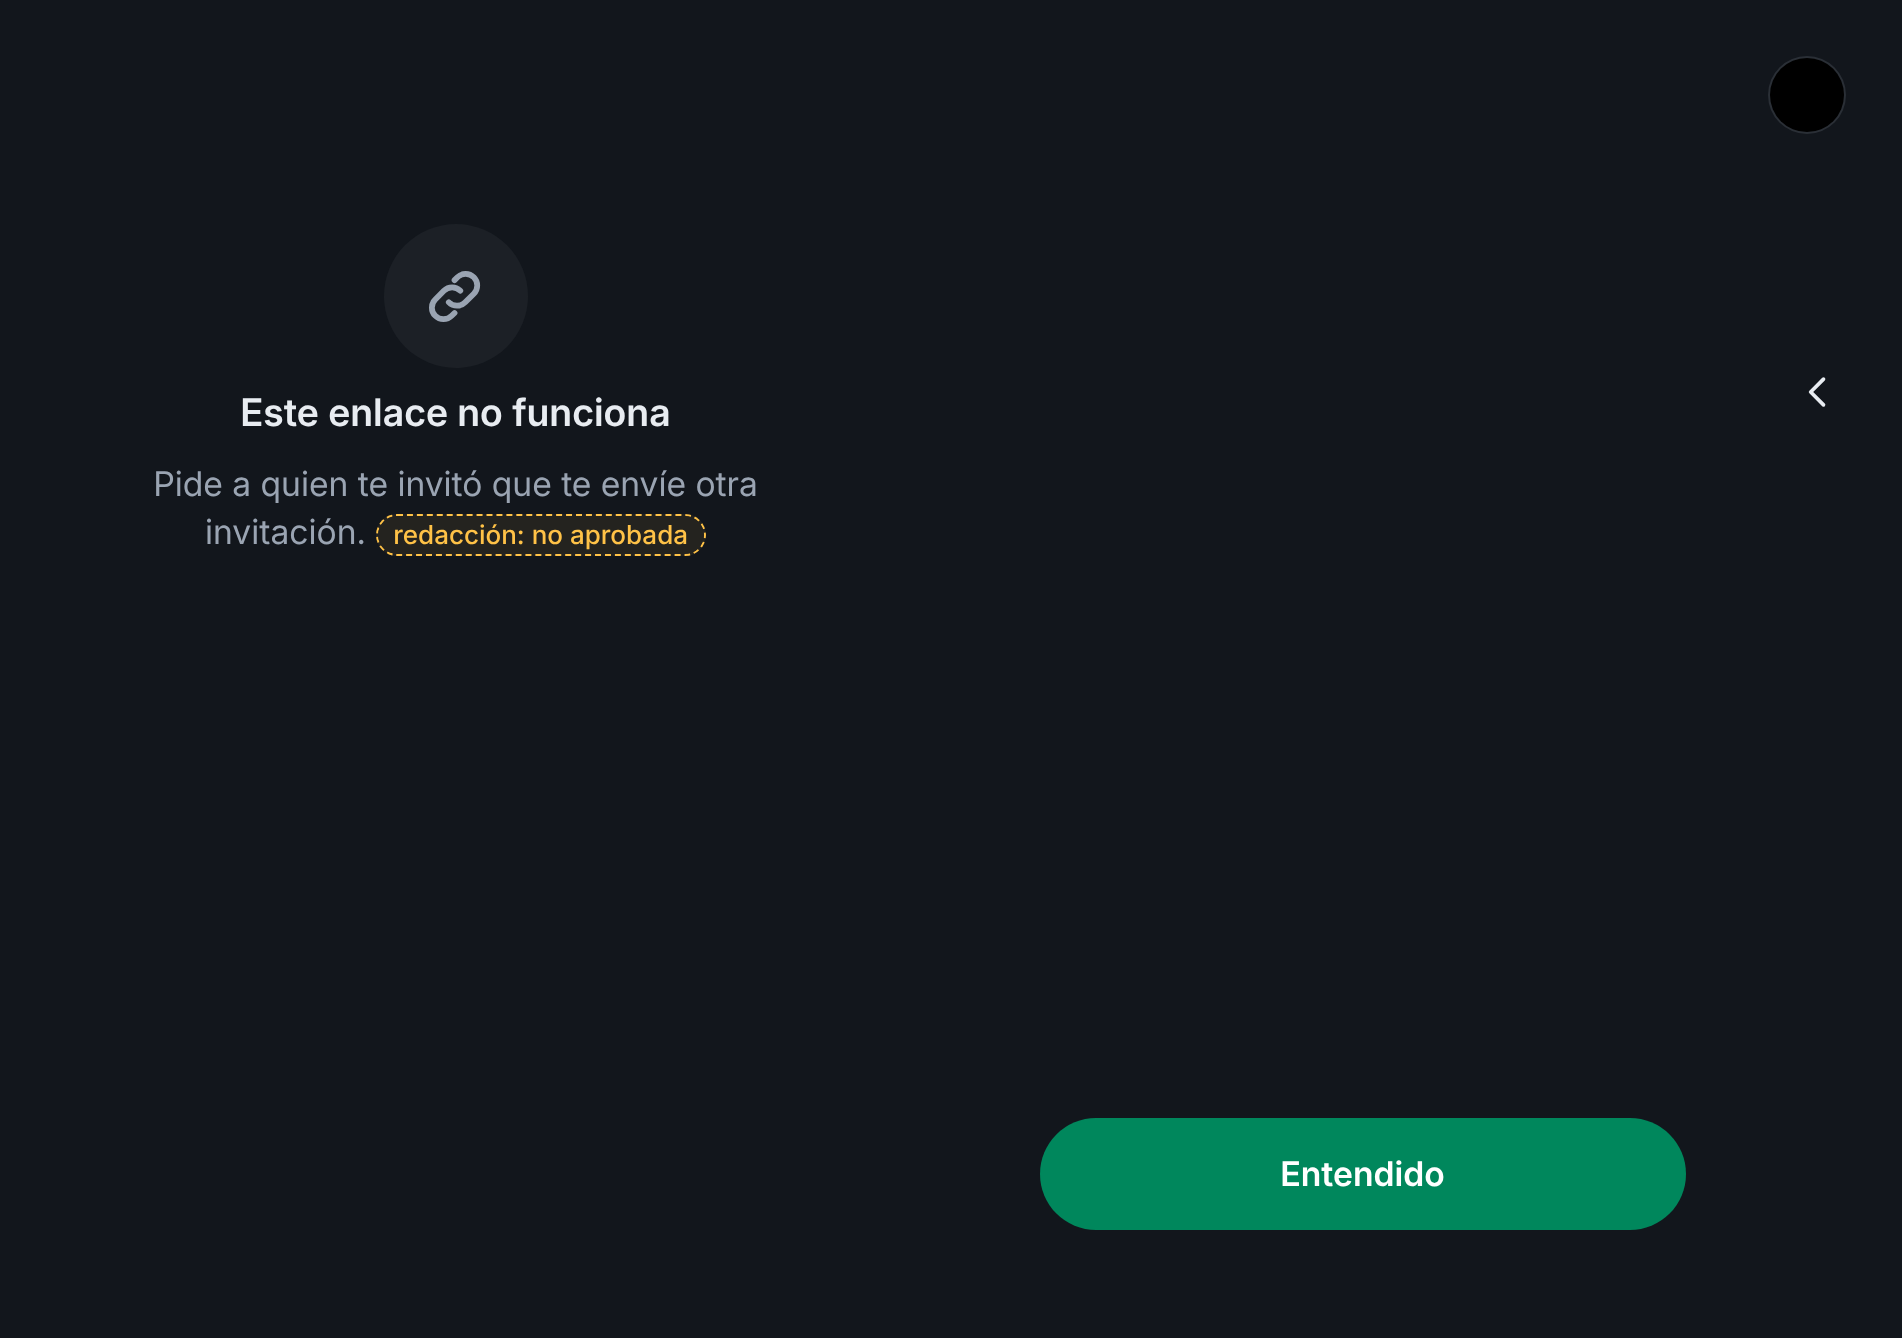 Este enlace no funciona
Pide a quien te invitó que te envíe otra
invitación. redacción: no aprobada
Entendido